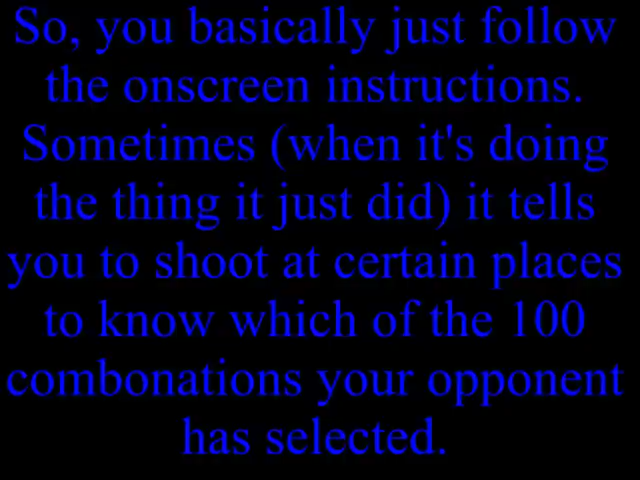 So, you basically just follow
the onscreen instructions.
Sometimes (when it's doing
the thing it just did) it tells
you to shoot at certain places
to know which of the 100
combonations your opponent
has selected.